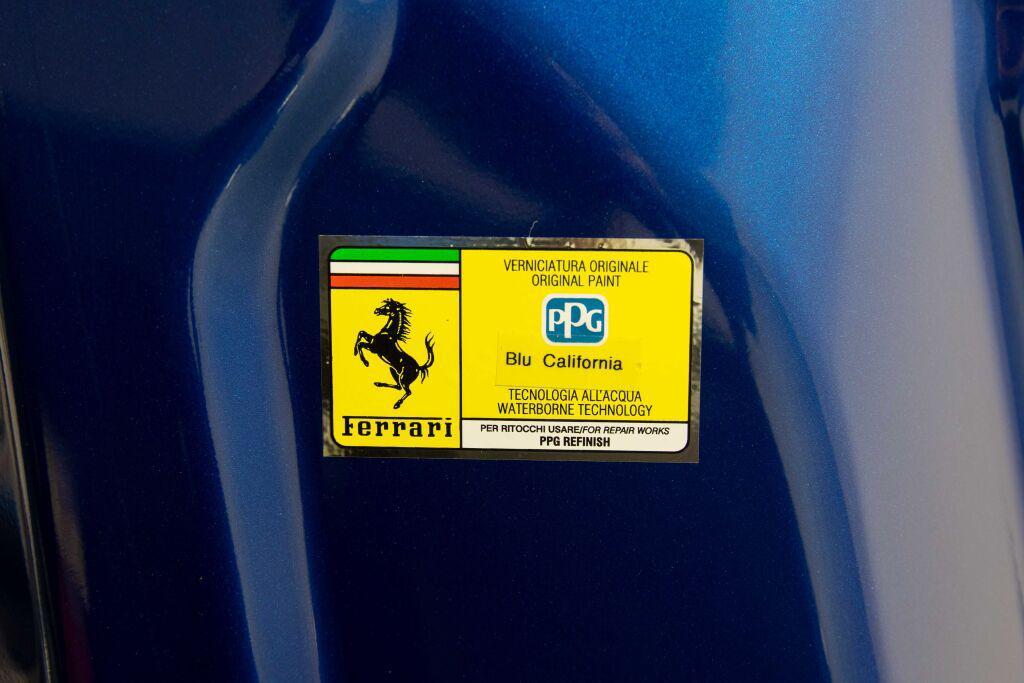 Ferrari
VERNICIATURA ORIGINALE
ORIGINAL PAINT
PPG
Blu California
TECNOLOGIA ALL'ACQUA
WATERBORNE TECHNOLOGY
PER RITOCCHI USARE/FOR REPAIR WORKS
PPG REFINISH